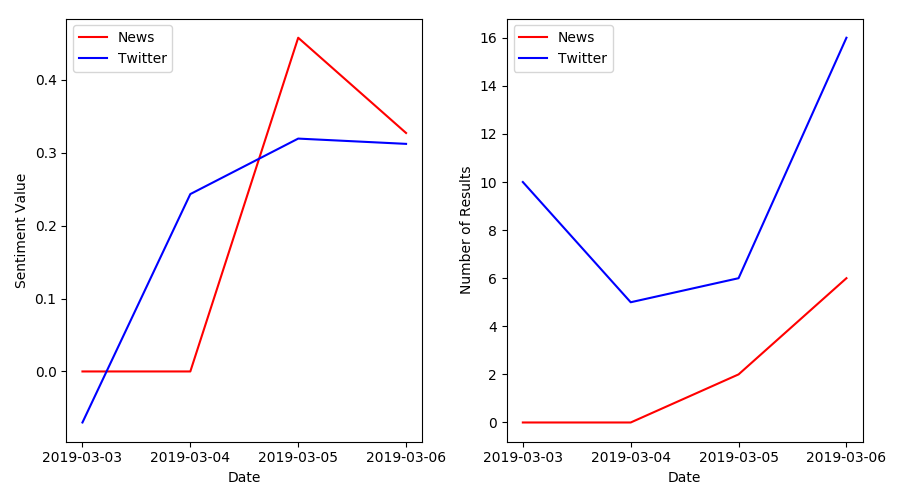 News
Twitter
0.4
0.3
0.2
0.1
0.0
Sentiment Value
2019-03-03 2019-03-04 2019-03-05 2019-03-06
Date
News
Twitter
16
14
12
10
8
6
4
2
0
Number of Results
2019-03-03 2019-03-04 2019-03-05 2019-03-06
Date